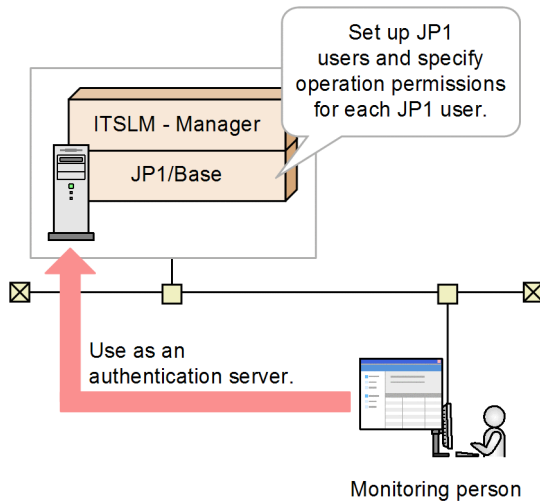 Set up JP1
users and specify
operation permissions
for each JP1 user.
ITSLM - Manager
JP1/Base
Use as an
authentication server.
Monitoring person